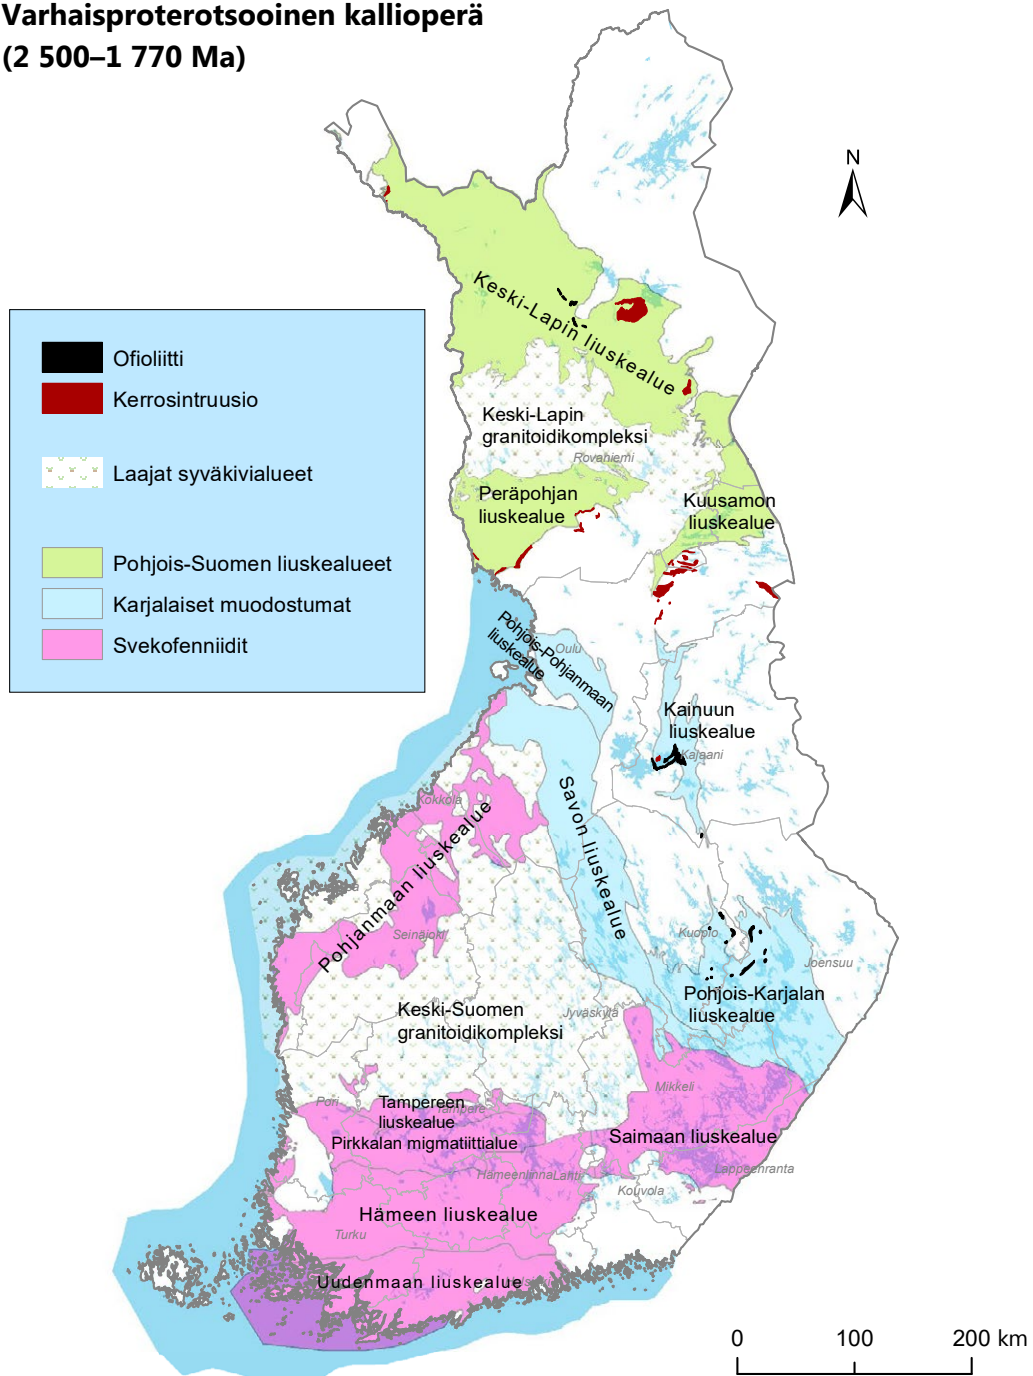 Varhaisproterotsooinen kallioperä
(2 500–1 770 Ma)
N
Ofioliitti
Kerrosintruusio
Laajat syväkivialueet
Pohjois-Suomen liuskealueet
Karjalaiset muodostumat
Svekofenniidit
Keski-Lapin liuskealue
Keski-Lapin
granitoidikompleksi
Rovaniemi
Peräpohjan
liuskealue
Kuusamon
liuskealue
Pohjois-Pohjanmaan
liuskealue
Oulu
Kainuun
liuskealue
Kajaani
Savon liuskealue
Kokkola
Pohjanmaan liuskealue
Seinäjoki
Kuopio
Joensuu
Pohjois-Karjalan
liuskealue
Keski-Suomen
granitoidikompleksi
Jyväskylä
Mikkeli
Pori
Tampereen
Tampere
liuskealue
Pirkkalan migmatiittialue
Saimaan liuskealue
Lappeenranta
Hämeenlinna
Lahti
Kouvola
Hämeen liuskealue
Turku
Uudenmaan liuskealue
0 100 200 km